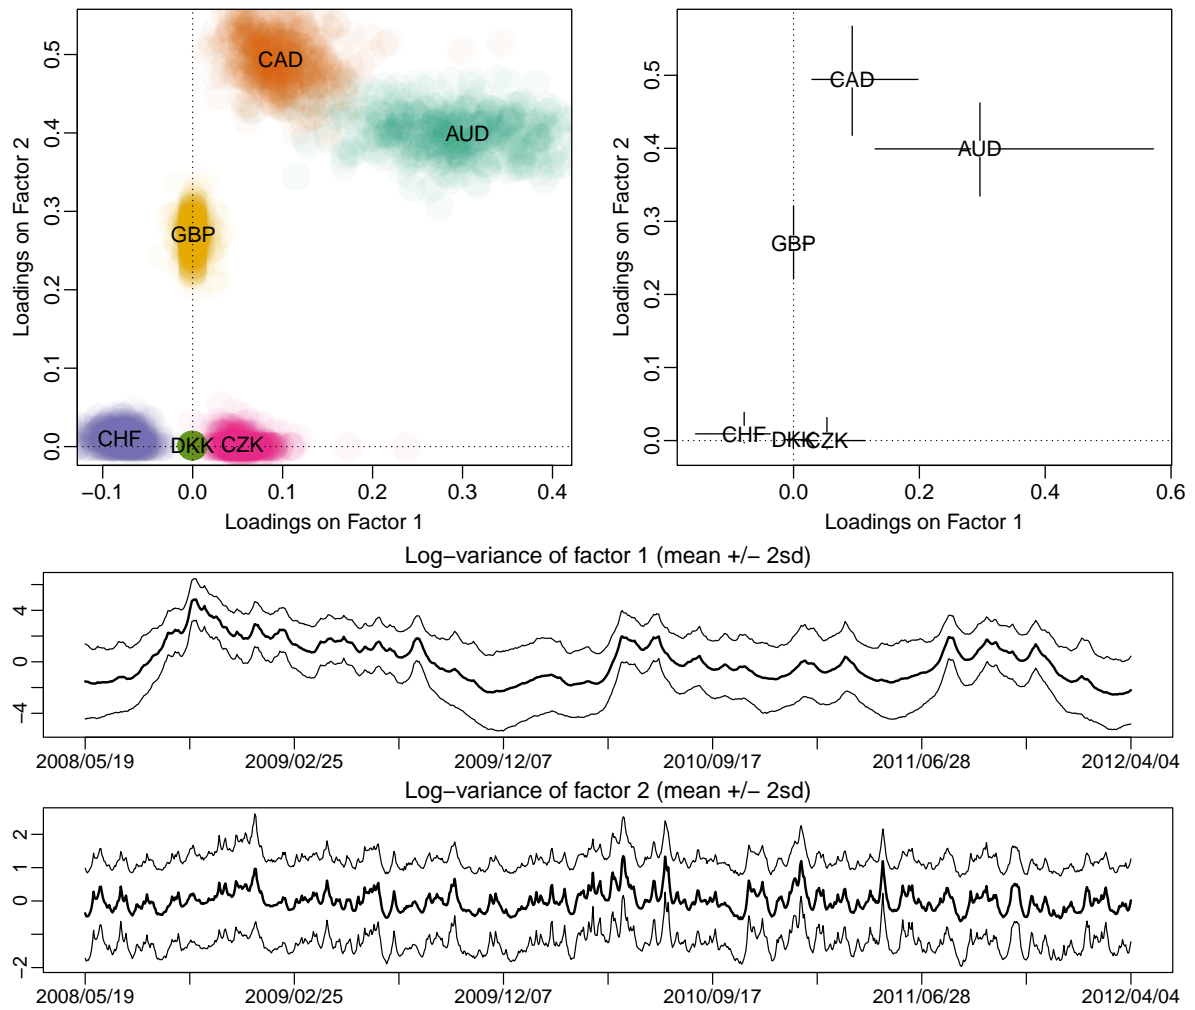 CAD
AUD
GBP
CHF
DKK
CZK
0.0 0.1 0.2 0.3 0.4 0.5
Loadings on Factor 2
−0.1 0.0 0.1 0.2 0.3 0.4
Loadings on Factor 1
CAD
AUD
GBP
CHF
DKK
CZK
0.0 0.1 0.2 0.3 0.4 0.5
Loadings on Factor 2
0.0 0.2 0.4 0.6
Loadings on Factor 1
Log−variance of factor 1 (mean +/− 2sd)
−4 0 4
2008/05/19 2009/02/25 2009/12/07 2010/09/17 2011/06/28 2012/04/04
Log−variance of factor 2 (mean +/− 2sd)
−2 0 1 2
2008/05/19 2009/02/25 2009/12/07 2010/09/17 2011/06/28 2012/04/04